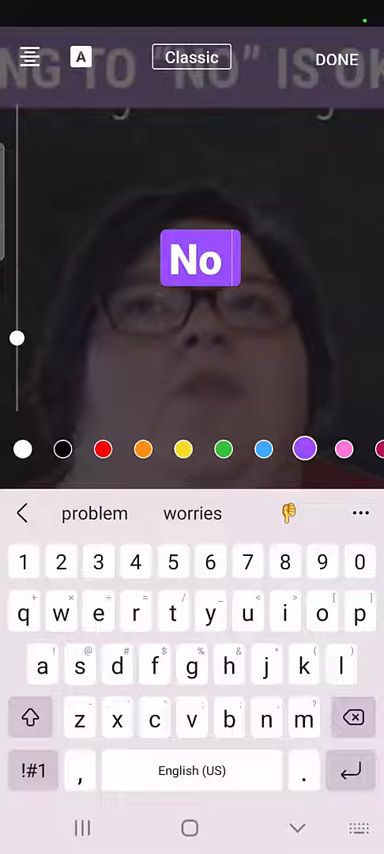 NG TO "NO" IS OK
A
Classic
DONE
No
problem worries 👎 ...
1 2 3 4 5 6 7 8 9 0
+ × ÷ = / _ < > [ ]
q w e r t y u i o p
! @ # $ % & * ( )
a s d f g h j k l
- ' " : ; , ?
z x c v b n m
!#1 , English (US) .